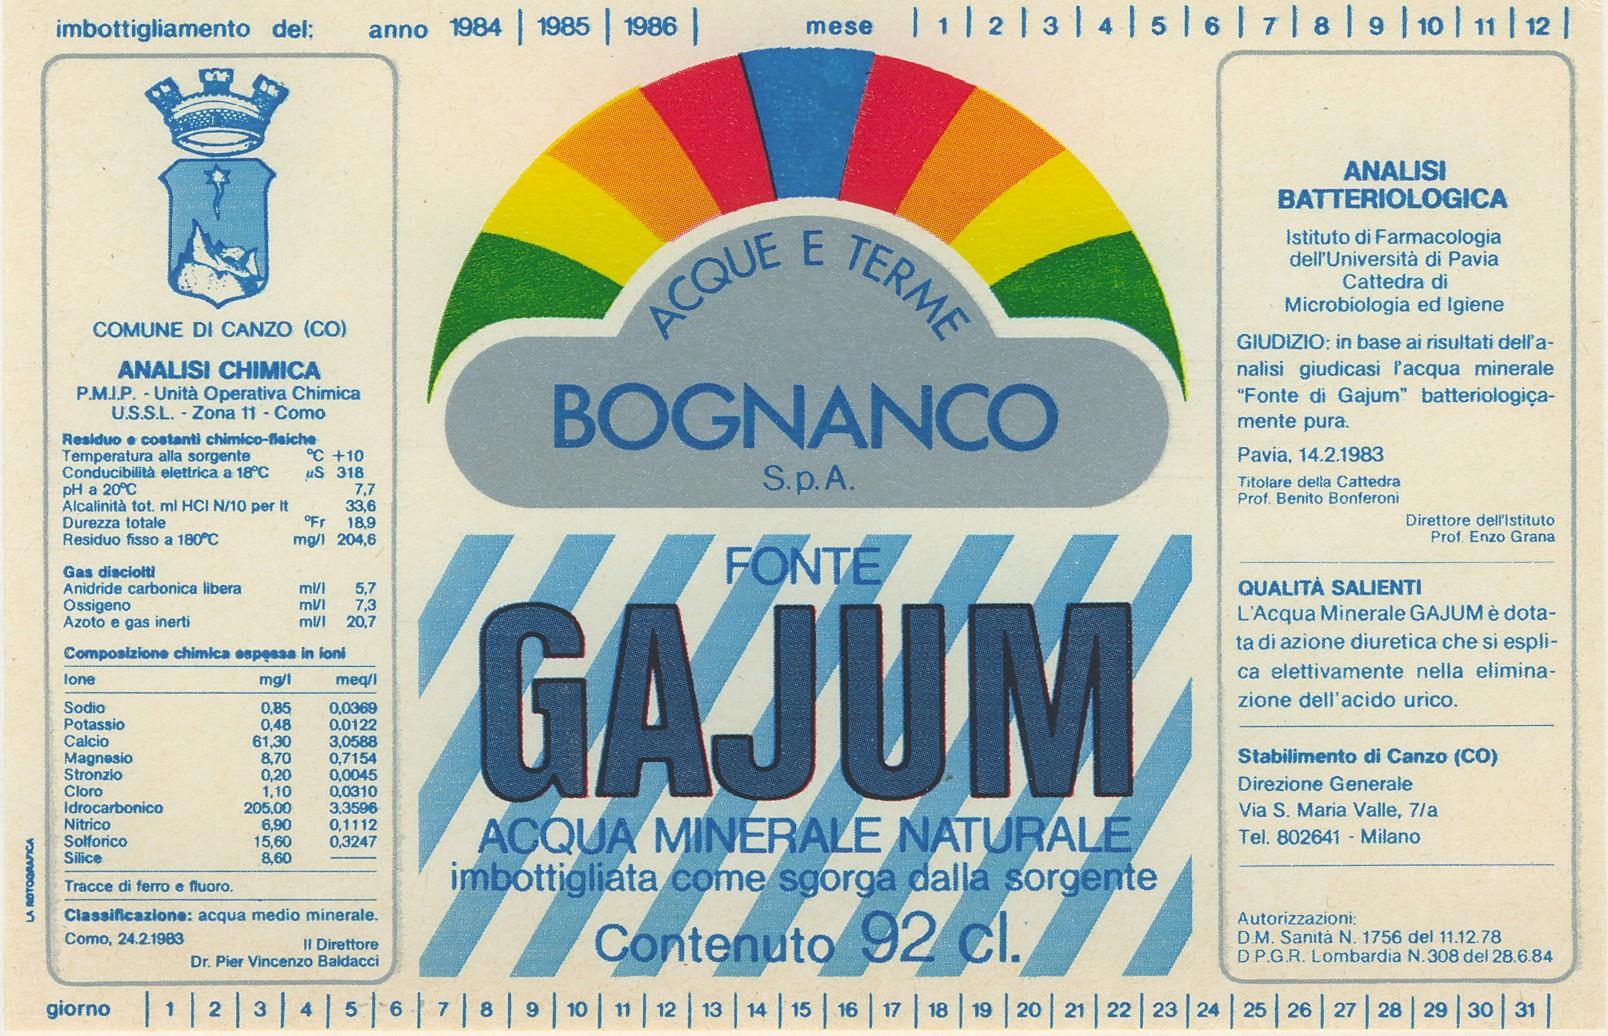 imbottigliamento del: anno 1984 | 1985 | 1986 | mese | 1 | 2 | 3 | 4 | 5 | 6 | 7 | 8 | 9 | 10 | 11 | 12 |
COMUNE DI CANZO (CO)
ANALISI CHIMICA
P.M.I.P. - Unità Operativa Chimica
U.S.S.L. - Zona 11 - Como
Residuo e costanti chimico-fisiche
Temperatura alla sorgente °C +10
Conducibilità elettrica a 18°C µS 318
pH a 20°C 7,7
Alcalinità tot. ml HCl N/10 per lt 33,6
Durezza totale °Fr 18,9
Residuo fisso a 180°C mg/l 204,6
Gas disciolti
Anidride carbonica libera ml/l 5,7
Ossigeno ml/l 7,3
Azoto e gas inerti ml/l 20,7
Composizione chimica espessa in ioni
Ione mg/l meq/l
Sodio 0,85 0,0369
Potassio 0,48 0,0122
Calcio 61,30 3,0588
Magnesio 8,70 0,7154
Stronzio 0,20 0,0045
Cloro 1,10 0,0310
Idrocarbonico 205,00 3,3596
Nitrico 6,90 0,1112
Solforico 15,60 0,3247
Silice 8,60 ———
Tracce di ferro e fluoro.
Classificazione: acqua medio minerale.
Como, 24.2.1983
Il Direttore
Dr. Pier Vincenzo Baldacci
LA ROTOGRAFICA
ACQUE E TERME
BOGNANCO
S.p.A.
FONTE
GAJUM
ACQUA MINERALE NATURALE
imbottigliata come sgorga dalla sorgente
Contenuto 92 cl.
ANALISI
BATTERIOLOGICA
Istituto di Farmacologia
dell'Università di Pavia
Cattedra di
Microbiologia ed Igiene
GIUDIZIO: in base ai risultati dell'a-
nalisi giudicasi l'acqua minerale
"Fonte di Gajum" batteriologica-
mente pura.
Pavia, 14.2.1983
Titolare della Cattedra
Prof. Benito Bonferoni
Direttore dell'Istituto
Prof. Enzo Grana
QUALITÀ SALIENTI
L'Acqua Minerale GAJUM è dota-
ta di azione diuretica che si espli-
ca elettivamente nella elimina-
zione dell'acido urico.
Stabilimento di Canzo (CO)
Direzione Generale
Via S. Maria Valle, 7/a
Tel. 802641 - Milano
Autorizzazioni:
D.M. Sanità N. 1756 del 11.12.78
D P.G.R. Lombardia N. 308 del 28.6.84
giorno | 1 | 2 | 3 | 4 | 5 | 6 | 7 | 8 | 9 | 10 | 11 | 12 | 13 | 14 | 15 | 16 | 17 | 18 | 19 | 20 | 21 | 22 | 23 | 24 | 25 | 26 | 27 | 28 | 29 | 30 | 31 |